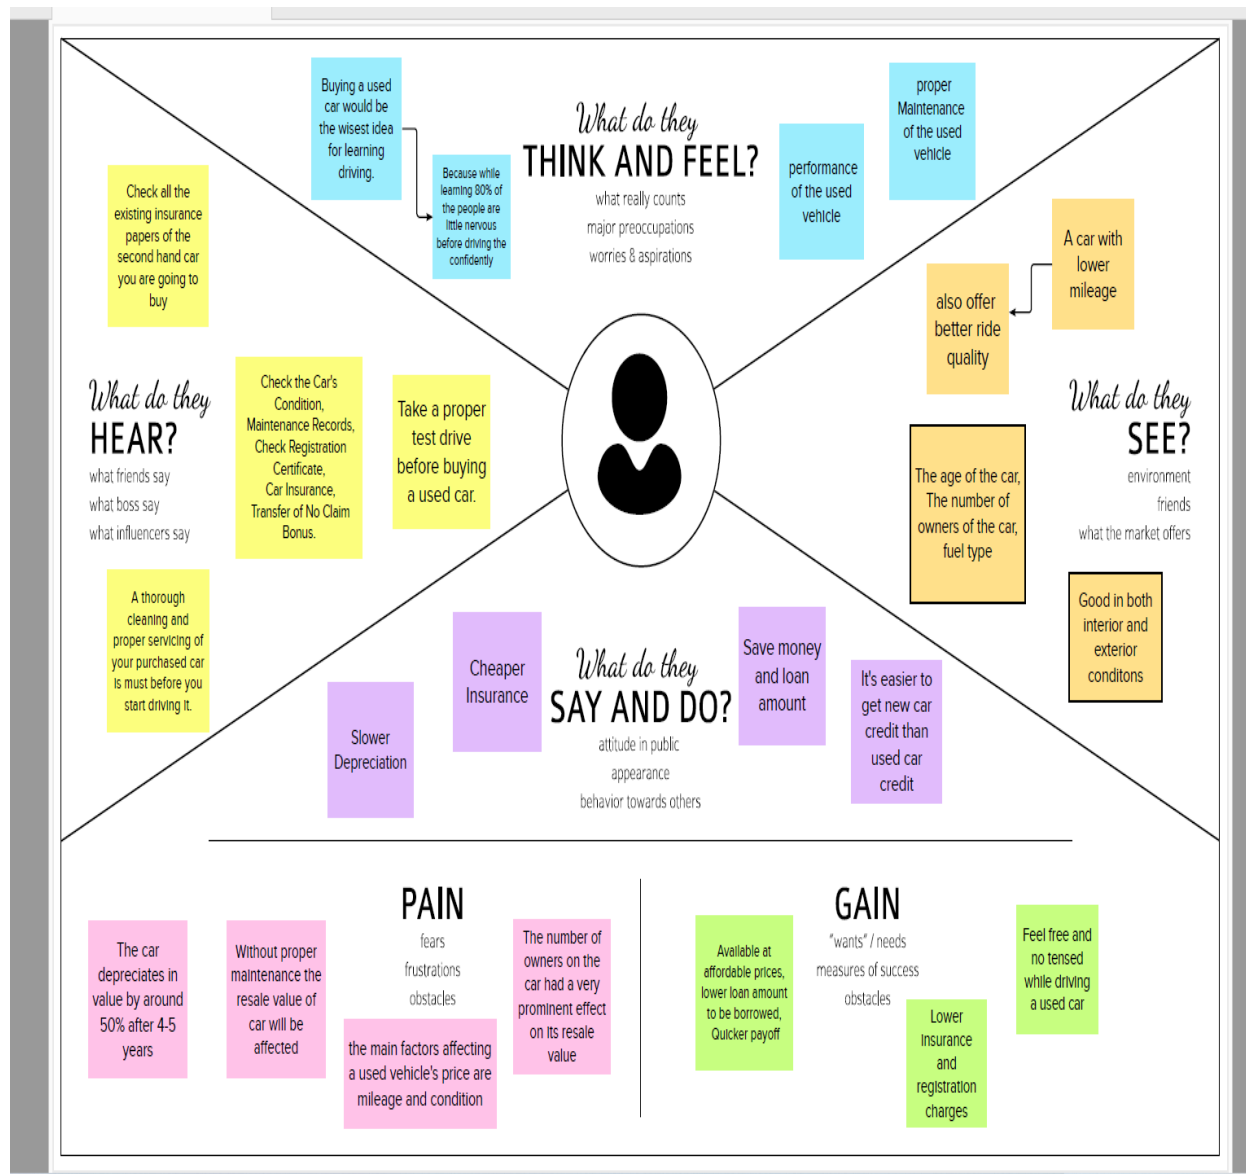 Buying a used
car would be
the wisest idea
for learning
driving.
Because while
learning 80% of
the people are
little nervous
before driving the
confidently
What do they
THINK AND FEEL?
what really counts
major preoccupations
worries & aspirations
performance
of the used
vehicle
proper
Maintenance
of the used
vehicle
Check all the
existing insurance
papers of the
second hand car
you are going to
buy
What do they
HEAR?
what friends say
what boss say
what influencers say
Check the Car's
Condition,
Maintenance Records,
Check Registration
Certificate,
Car Insurance,
Transfer of No Claim
Bonus.
Take a proper
test drive
before buying
a used car.
A thorough
cleaning and
proper servicing of
your purchased car
is must before you
start driving it.
A car with
lower
mileage
also offer
better ride
quality
What do they
SEE?
environment
friends
what the market offers
The age of the car,
The number of
owners of the car,
fuel type
Good in both
interior and
exterior
conditons
Slower
Depreciation
Cheaper
Insurance
What do they
SAY AND DO?
attitude in public
appearance
behavior towards others
Save money
and loan
amount
It's easier to
get new car
credit than
used car
credit
PAIN
fears
frustrations
obstacles
The car
depreciates in
value by around
50% after 4-5
years
Without proper
maintenance the
resale value of
car will be
affected
the main factors affecting
a used vehicle's price are
mileage and condition
The number of
owners on the
car had a very
prominent effect
on its resale
value
GAIN
"wants" / needs
measures of success
obstacles
Available at
affordable prices,
lower loan amount
to be borrowed,
Quicker payoff
Lower
Insurance
and
registration
charges
Feel free and
no tensed
while driving
a used car